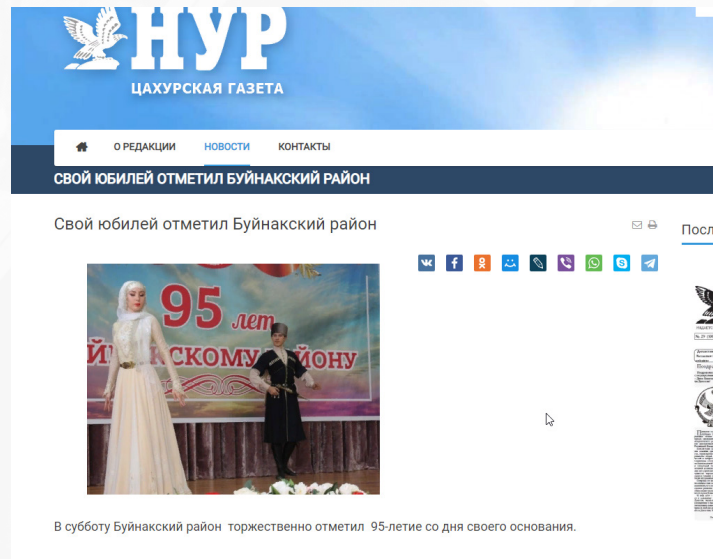 НУР
ЦАХУРСКАЯ ГАЗЕТА
О РЕДАКЦИИ НОВОСТИ КОНТАКТЫ
СВОЙ ЮБИЛЕЙ ОТМЕТИЛ БУЙНАКСКИЙ РАЙОН
Свой юбилей отметил Буйнакский район
Посл
95 лет
В субботу Буйнакский район торжественно отметил 95-летие со дня своего основания.